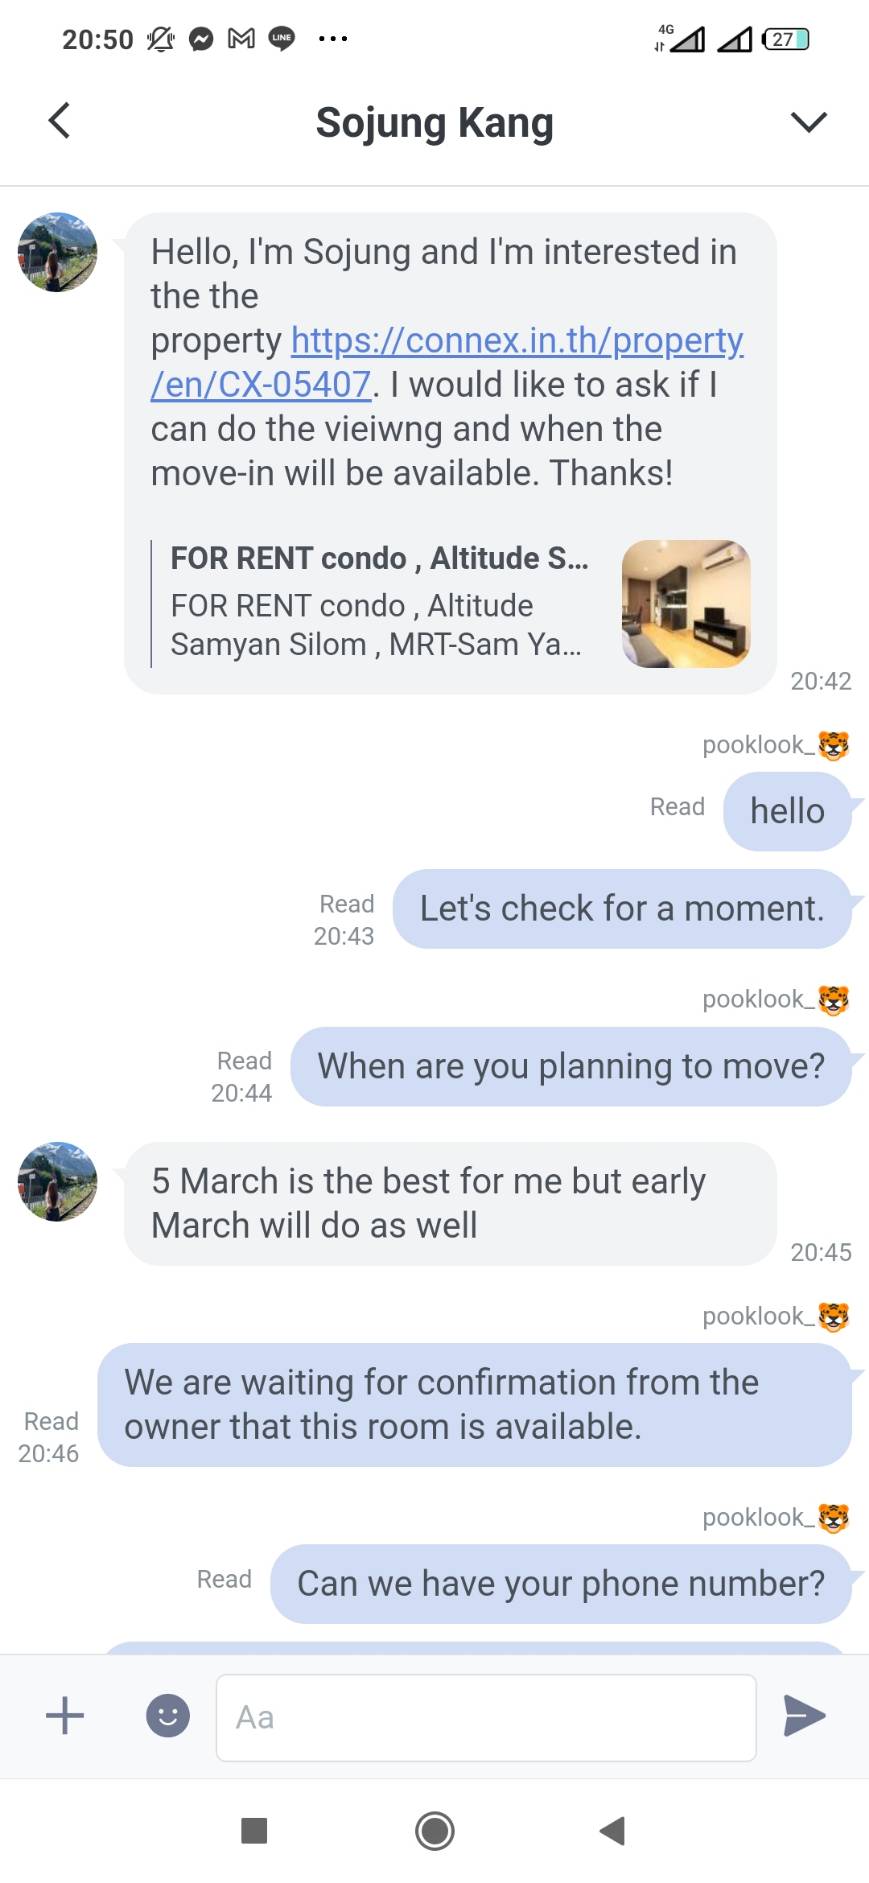 20:50 LINE ... 4G 27
Sojung Kang
Hello, I'm Sojung and I'm interested in
the the
property https://connex.in.th/property
/en/CX-05407. I would like to ask if I
can do the vieiwng and when the
move-in will be available. Thanks!
FOR RENT condo , Altitude S...
FOR RENT condo , Altitude
Samyan Silom , MRT-Sam Ya...
20:42
pooklook_🐯
Read
hello
Read
20:43
Let's check for a moment.
pooklook_🐯
Read
20:44
When are you planning to move?
5 March is the best for me but early
March will do as well
20:45
pooklook_🐯
We are waiting for confirmation from the
owner that this room is available.
Read
20:46
pooklook_🐯
Read
Can we have your phone number?
Aa